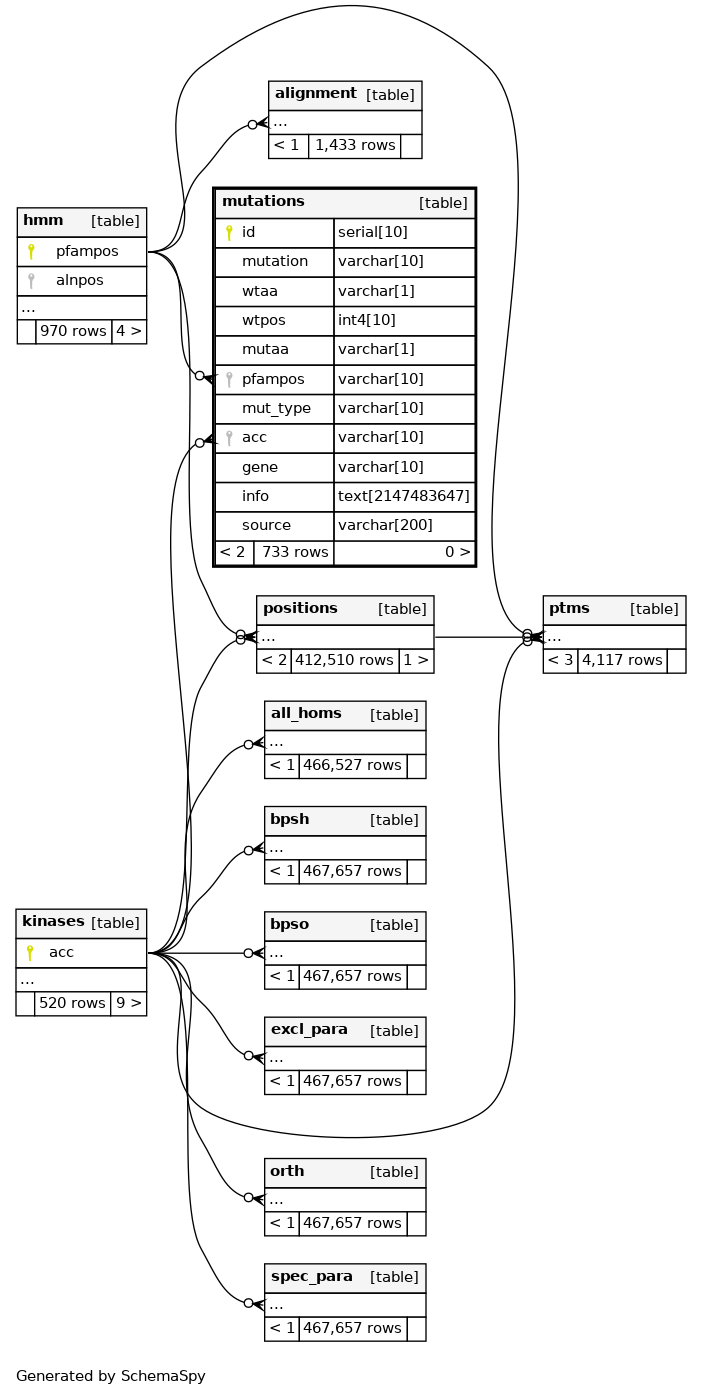 alignment [table]
...
< 1 1,433 rows
mutations [table]
id serial[10]
mutation varchar[10]
wtaa varchar[1]
wtpos int4[10]
mutaa varchar[1]
pfampos varchar[10]
mut_type varchar[10]
acc varchar[10]
gene varchar[10]
info text[2147483647]
source varchar[200]
< 2 733 rows 0 >
hmm [table]
pfampos
alnpos
...
970 rows 4 >
positions [table]
...
< 2 412,510 rows 1 >
ptms [table]
...
< 3 4,117 rows
all_homs [table]
...
< 1 466,527 rows
bpsh [table]
...
< 1 467,657 rows
kinases [table]
acc
...
520 rows 9 >
bpso [table]
...
< 1 467,657 rows
excl_para [table]
...
< 1 467,657 rows
orth [table]
...
< 1 467,657 rows
spec_para [table]
...
< 1 467,657 rows
Generated by SchemaSpy